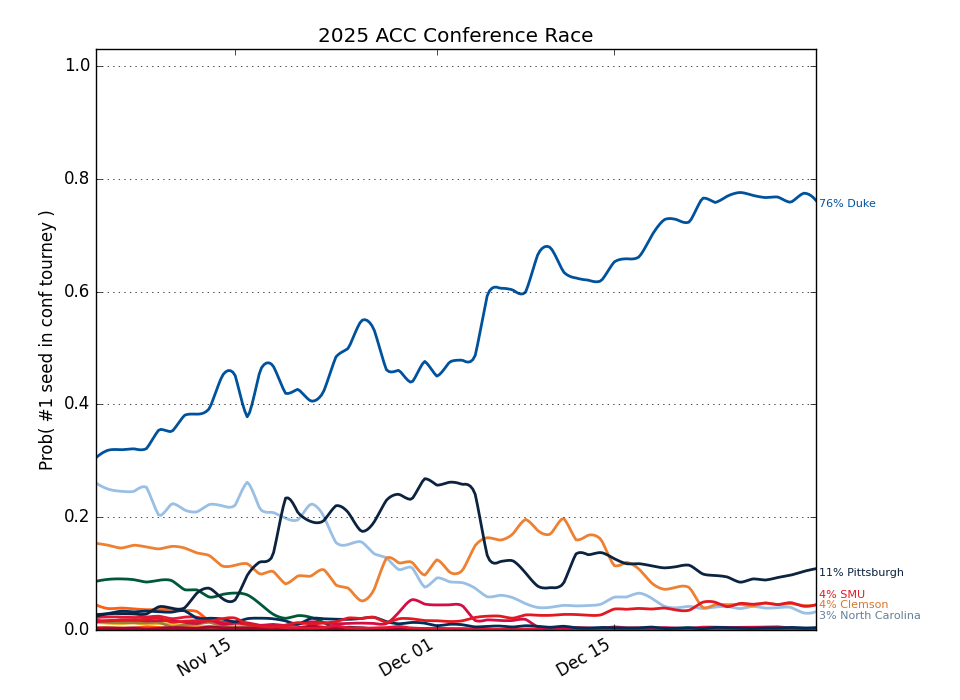 2025 ACC Conference Race
Prob( #1 seed in conf tourney )
1.0
0.8
0.6
0.4
0.2
0.0
Nov 15
Dec 01
Dec 15
76% Duke
11% Pittsburgh
4% SMU
4% Clemson
3% North Carolina